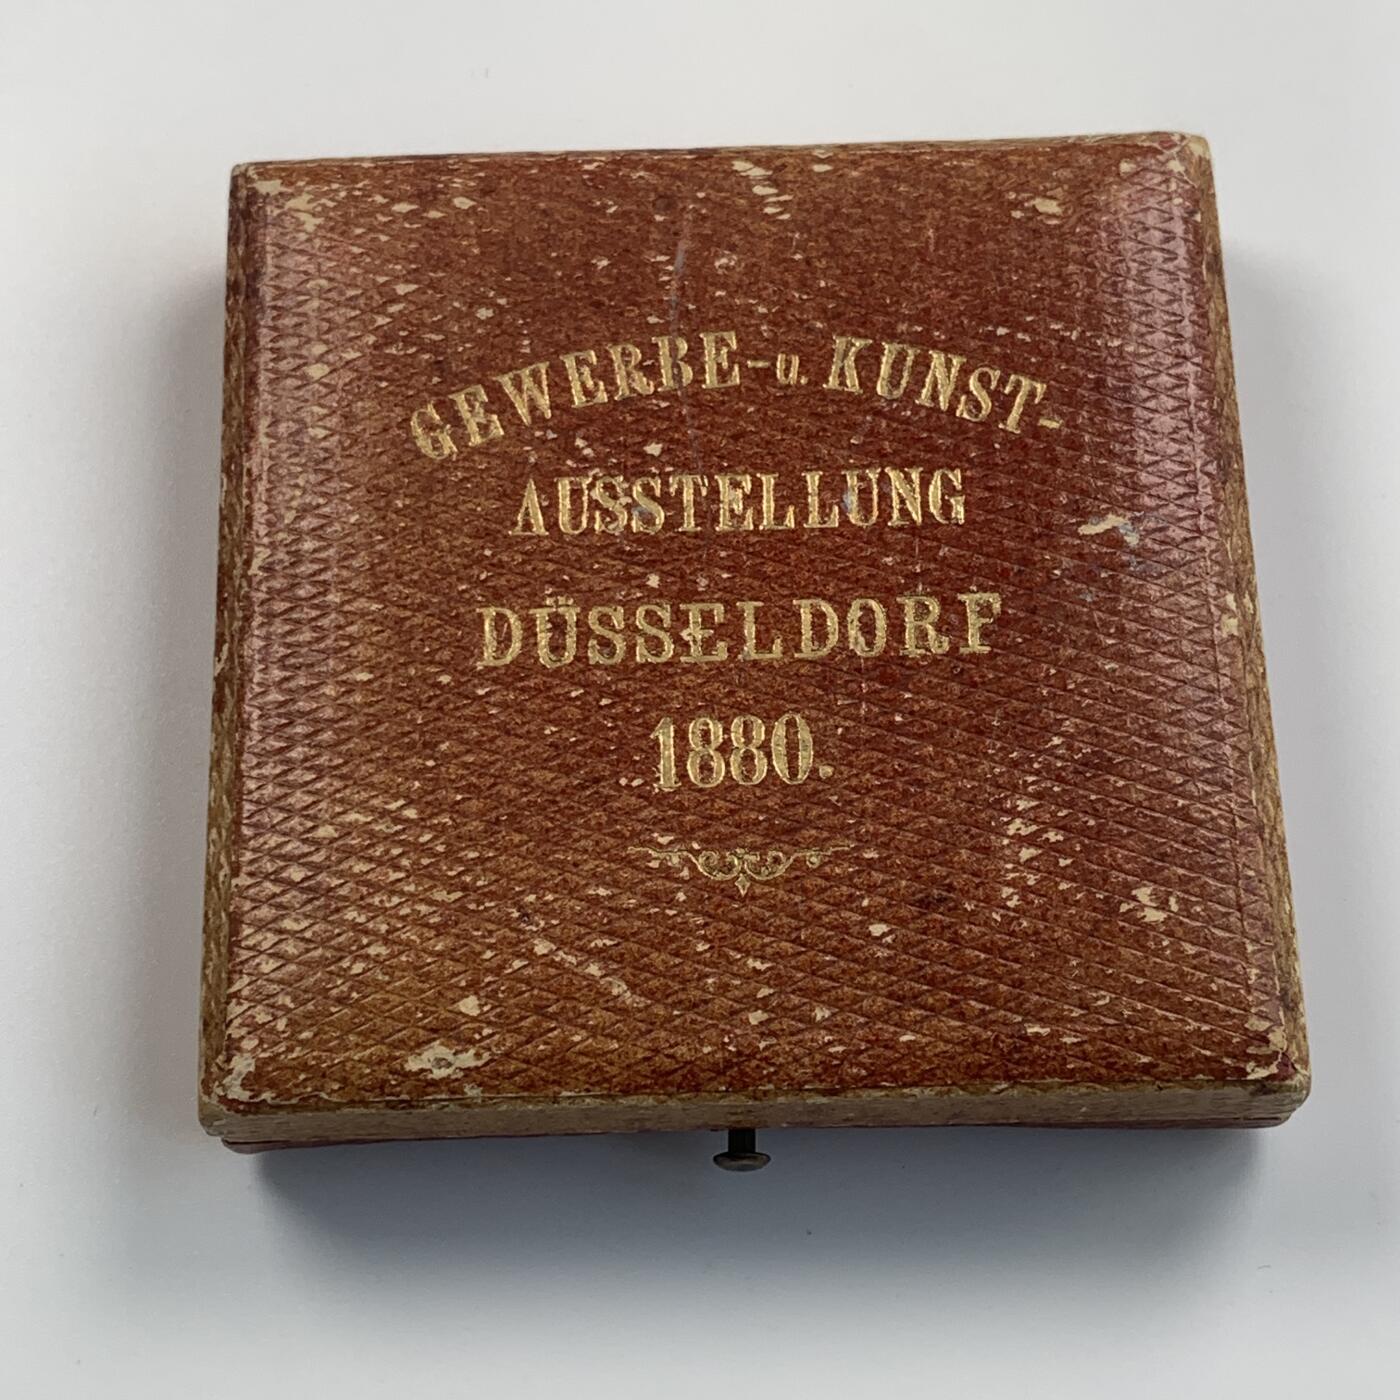 GEWERBE-u. KUNST-
AUSSTELLUNG
DÜSSELDORF
1880.